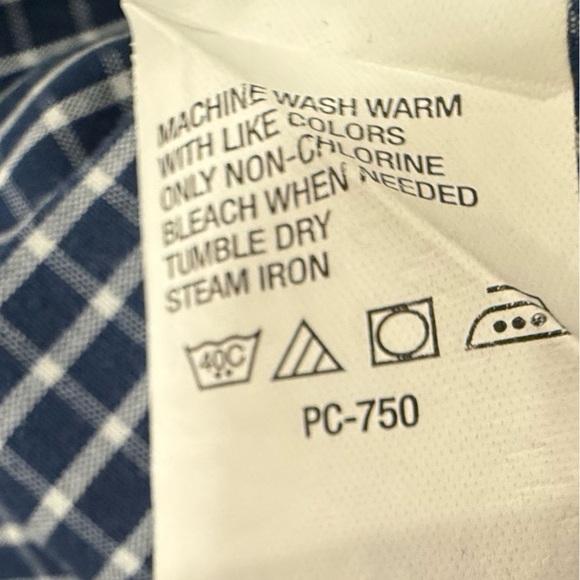 MACHINE WASH WARM
WITH LIKE COLORS
ONLY NON-CHLORINE
BLEACH WHEN NEEDED
TUMBLE DRY
STEAM IRON
40C
PC-750